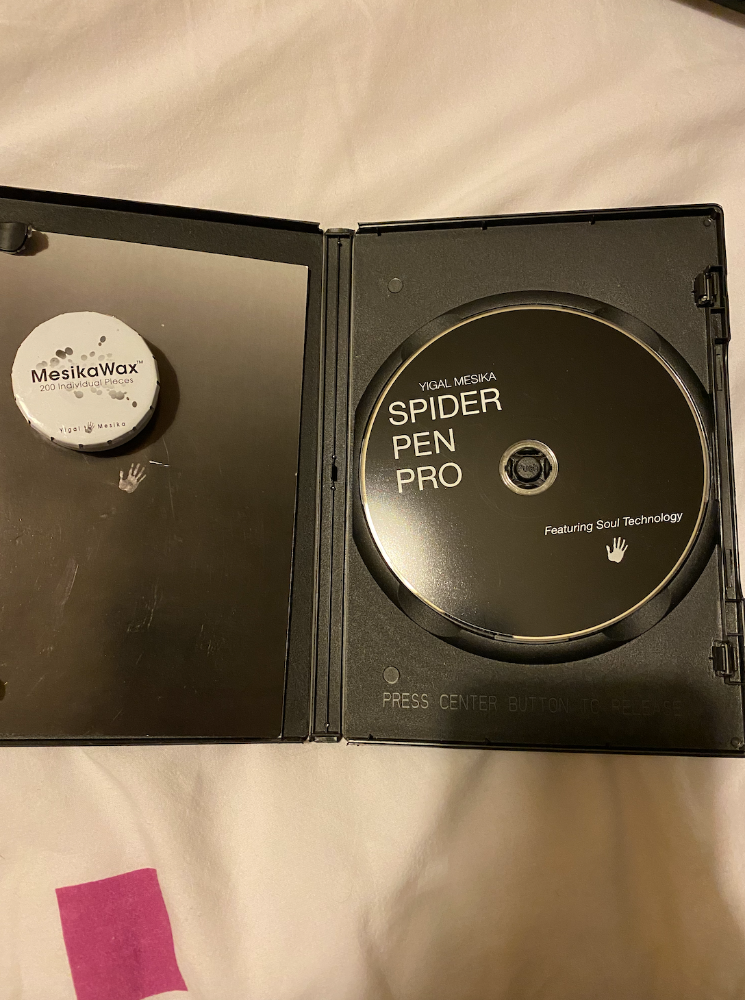 MesikaWax™
200 Individual Pieces
Yigal Mesika
YIGAL MESIKA
SPIDER
PEN
PRO
Push
Featuring Soul Technology
PRESS CENTER BUTTON TO RELEASE